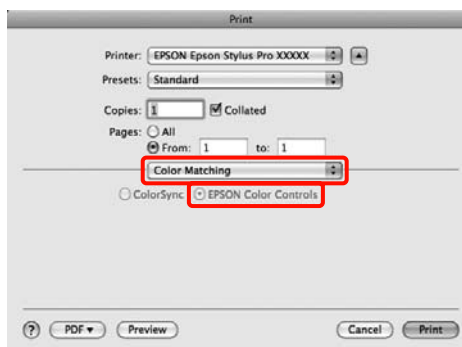 Print
Printer: EPSON Epson Stylus Pro XXXXX
Presets: Standard
Copies: 1 Collated
Pages: All
From: 1 to: 1
Color Matching
ColorSync EPSON Color Controls
? PDF ▾ Preview Cancel Print